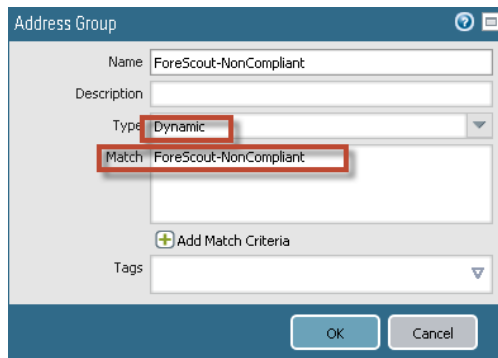 Address Group
Name ForeScout-NonCompliant
Description
Type Dynamic
Match ForeScout-NonCompliant
Add Match Criteria
Tags
OK Cancel